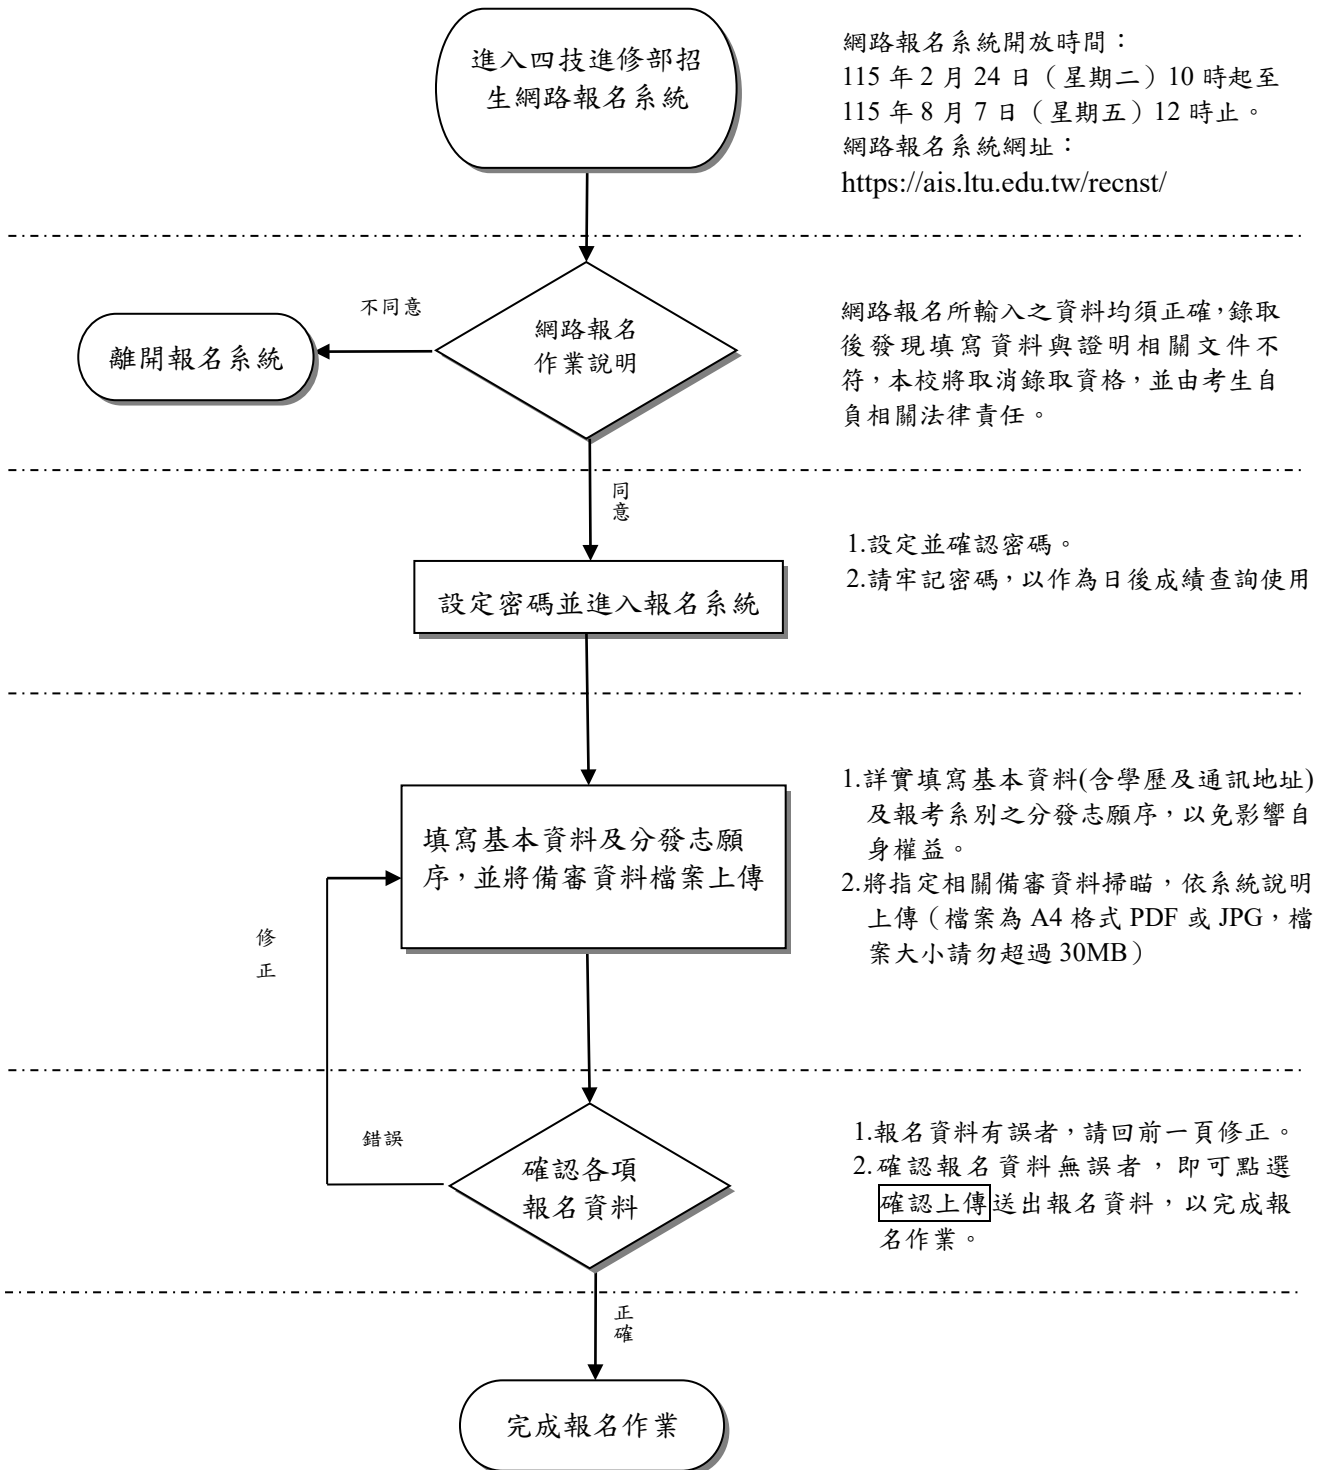 進入四技進修部招
生網路報名系統
網路報名系統開放時間：
115 年 2 月 24 日（星期二）10 時起至
115 年 8 月 7 日（星期五）12 時止。
網路報名系統網址：
https://ais.ltu.edu.tw/recnst/
不同意
離開報名系統
網路報名
作業說明
網路報名所輸入之資料均須正確，錄取
後發現填寫資料與證明相關文件不
符，本校將取消錄取資格，並由考生自
負相關法律責任。
同
意
設定密碼並進入報名系統
1.設定並確認密碼。
2.請牢記密碼，以作為日後成績查詢使用
填寫基本資料及分發志願
序，並將備審資料檔案上傳
1.詳實填寫基本資料(含學歷及通訊地址)
及報考系別之分發志願序，以免影響自
身權益。
2.將指定相關備審資料掃瞄，依系統說明
上傳（檔案為 A4 格式 PDF 或 JPG，檔
案大小請勿超過 30MB）
修
正
錯誤
確認各項
報名資料
1.報名資料有誤者，請回前一頁修正。
2.確認報名資料無誤者，即可點選
確認上傳送出報名資料，以完成報
名作業。
正
確
完成報名作業